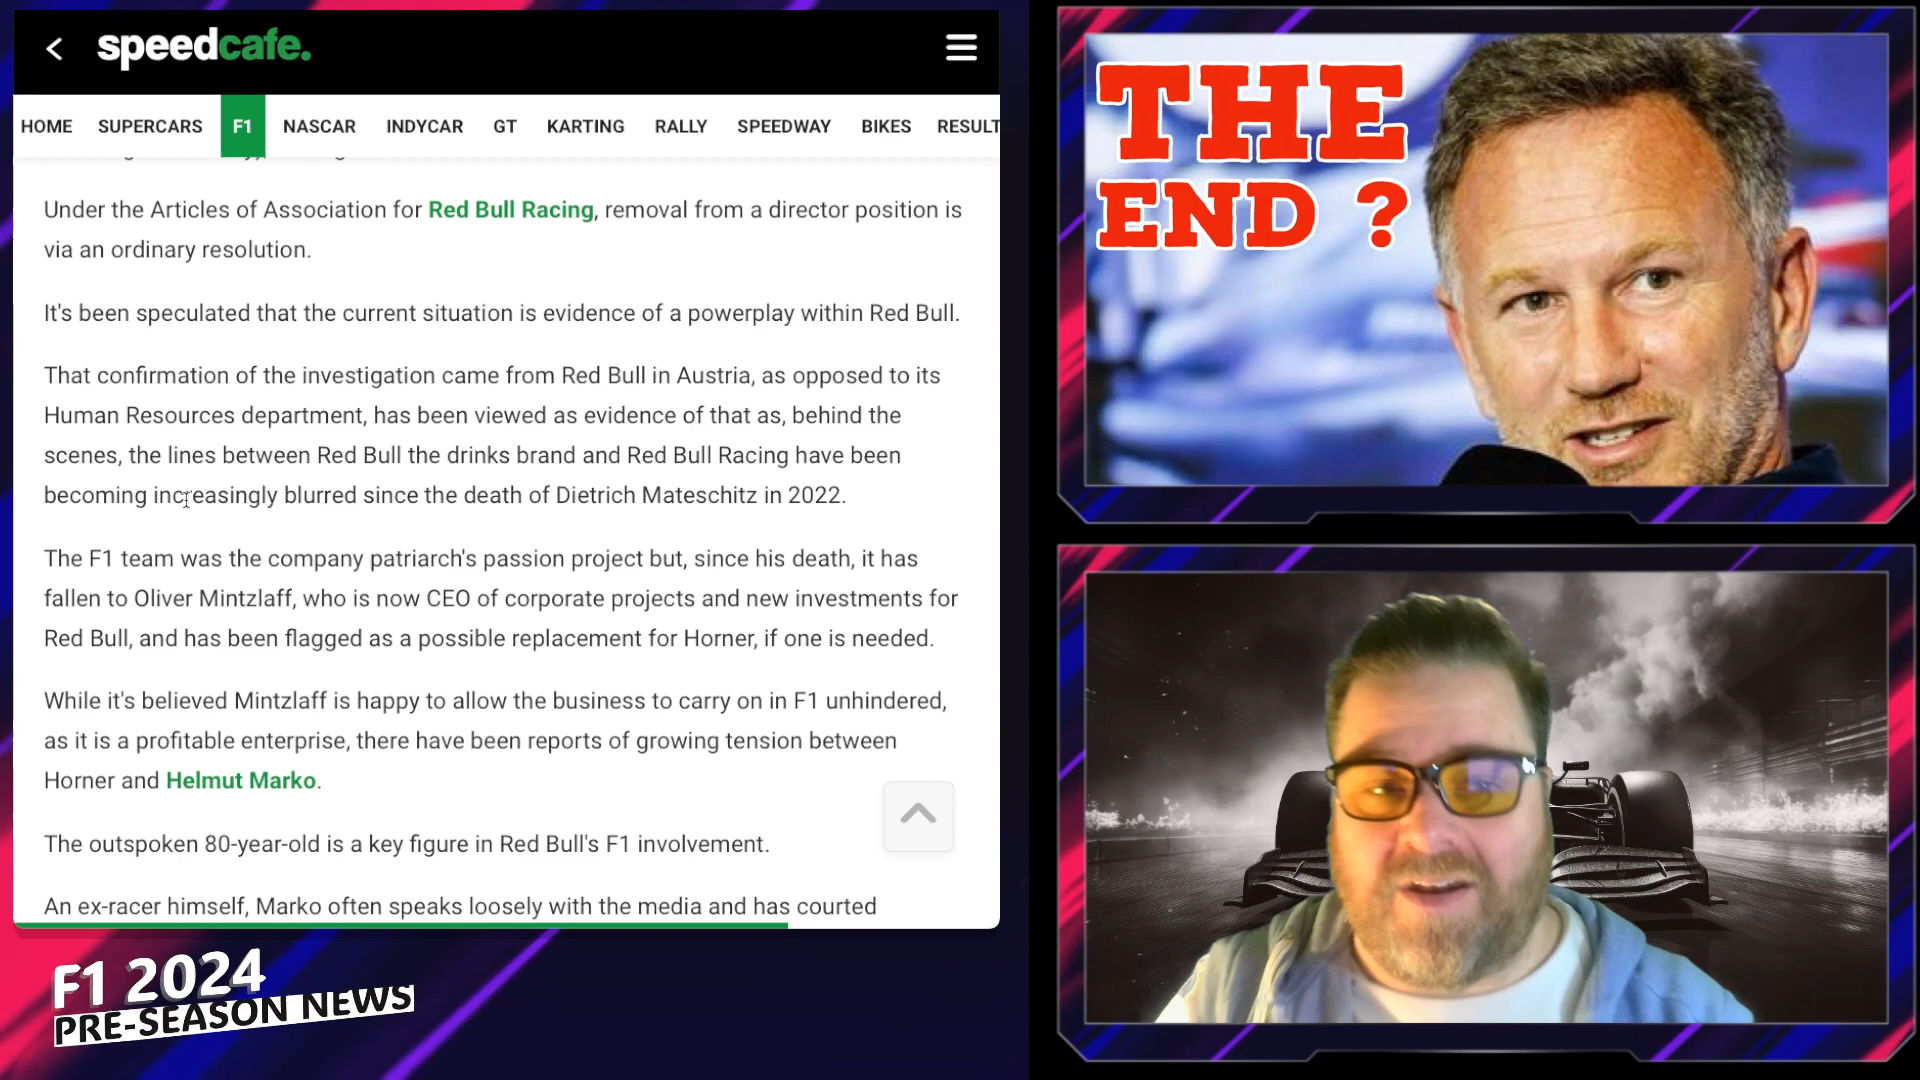 speedcafe.
HOME SUPERCARS F1 NASCAR INDYCAR GT KARTING RALLY SPEEDWAY BIKES RESULT
Under the Articles of Association for Red Bull Racing, removal from a director position is
via an ordinary resolution.
It's been speculated that the current situation is evidence of a powerplay within Red Bull.
That confirmation of the investigation came from Red Bull in Austria, as opposed to its
Human Resources department, has been viewed as evidence of that as, behind the
scenes, the lines between Red Bull the drinks brand and Red Bull Racing have been
becoming increasingly blurred since the death of Dietrich Mateschitz in 2022.
The F1 team was the company patriarch's passion project but, since his death, it has
fallen to Oliver Mintzlaff, who is now CEO of corporate projects and new investments for
Red Bull, and has been flagged as a possible replacement for Horner, if one is needed.
While it's believed Mintzlaff is happy to allow the business to carry on in F1 unhindered,
as it is a profitable enterprise, there have been reports of growing tension between
Horner and Helmut Marko.
The outspoken 80-year-old is a key figure in Red Bull's F1 involvement.
An ex-racer himself, Marko often speaks loosely with the media and has courted
F1 2024
PRE-SEASON NEWS
THE
END ?